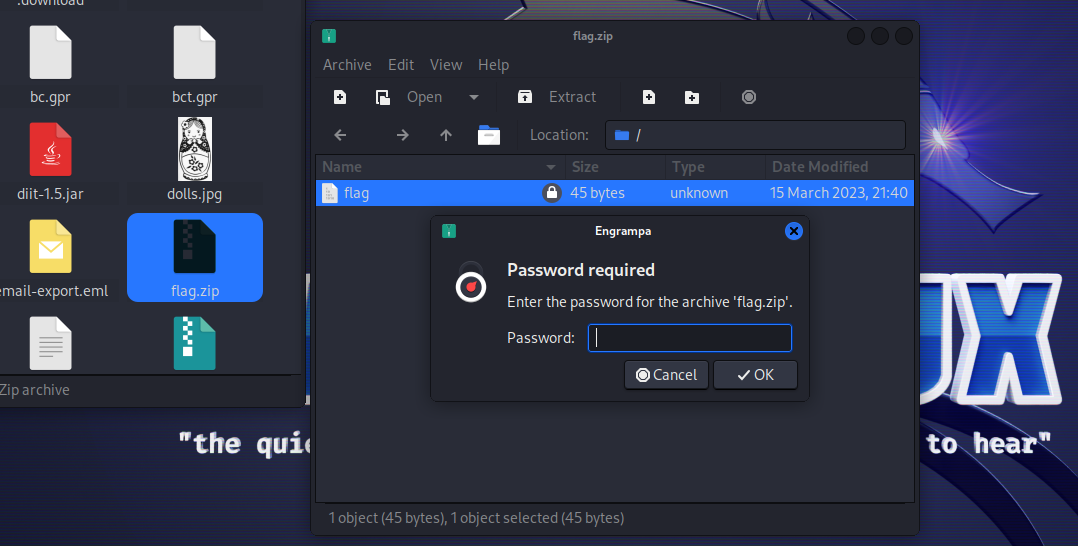 .download
bc.gpr
bct.gpr
diit-1.5.jar
dolls.jpg
email-export.eml
flag.zip
Zip archive
flag.zip
Archive Edit View Help
Open Extract
Location: /
Name Size Type Date Modified
flag 45 bytes unknown 15 March 2023, 21:40
Engrampa
Password required
Enter the password for the archive 'flag.zip'.
Password:
Cancel OK
1 object (45 bytes), 1 object selected (45 bytes)
UX
"the quie
to hear"